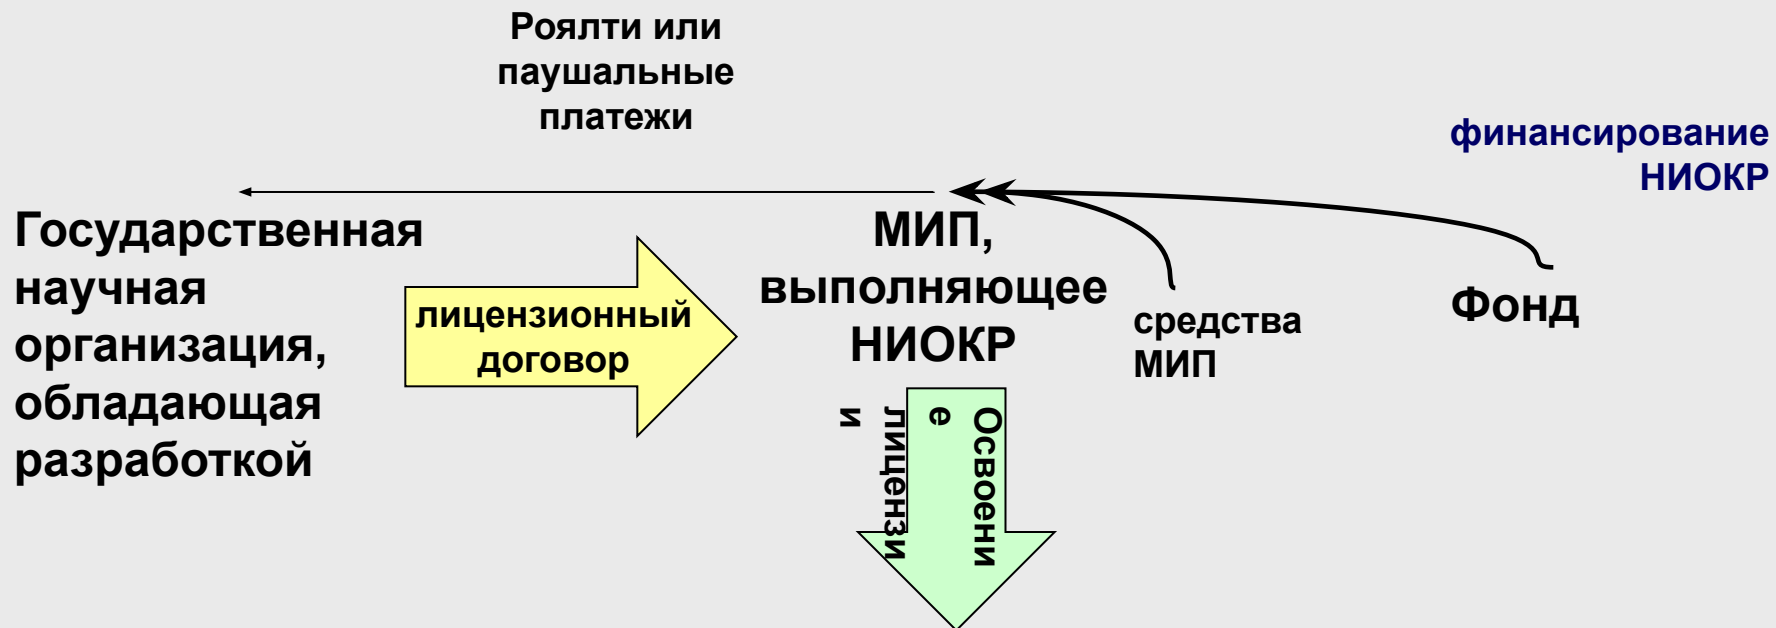 Роялти или
паушальные
платежи
финансирование
НИОКР
Государственная
научная
организация,
обладающая
разработкой
лицензионный
договор
МИП,
выполняющее
НИОКР
средства
МИП
Фонд
Освоени
е
лицензи
и